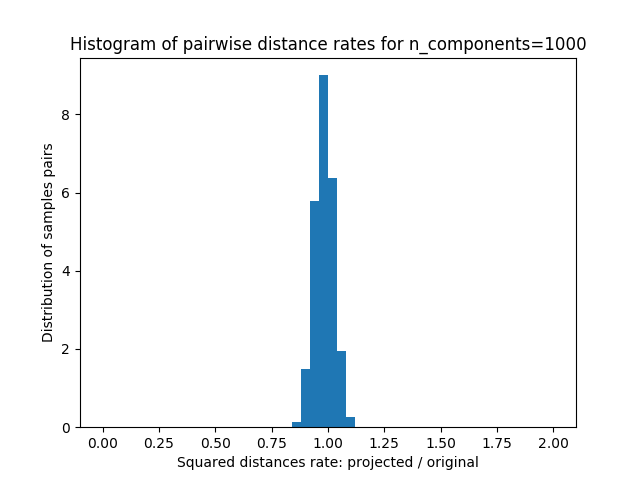 Histogram of pairwise distance rates for n_components=1000
Distribution of samples pairs
8
6
4
2
0
0.00 0.25 0.50 0.75 1.00 1.25 1.50 1.75 2.00
Squared distances rate: projected / original